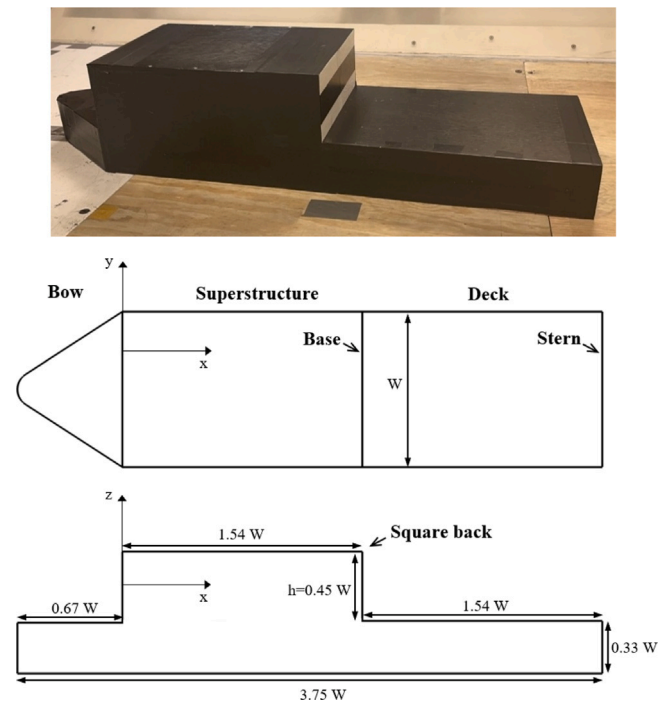 y
Bow
Superstructure
Deck
Base
Stern
x
W
z
1.54 W
Square back
x
h=0.45 W
0.67 W
1.54 W
0.33 W
3.75 W